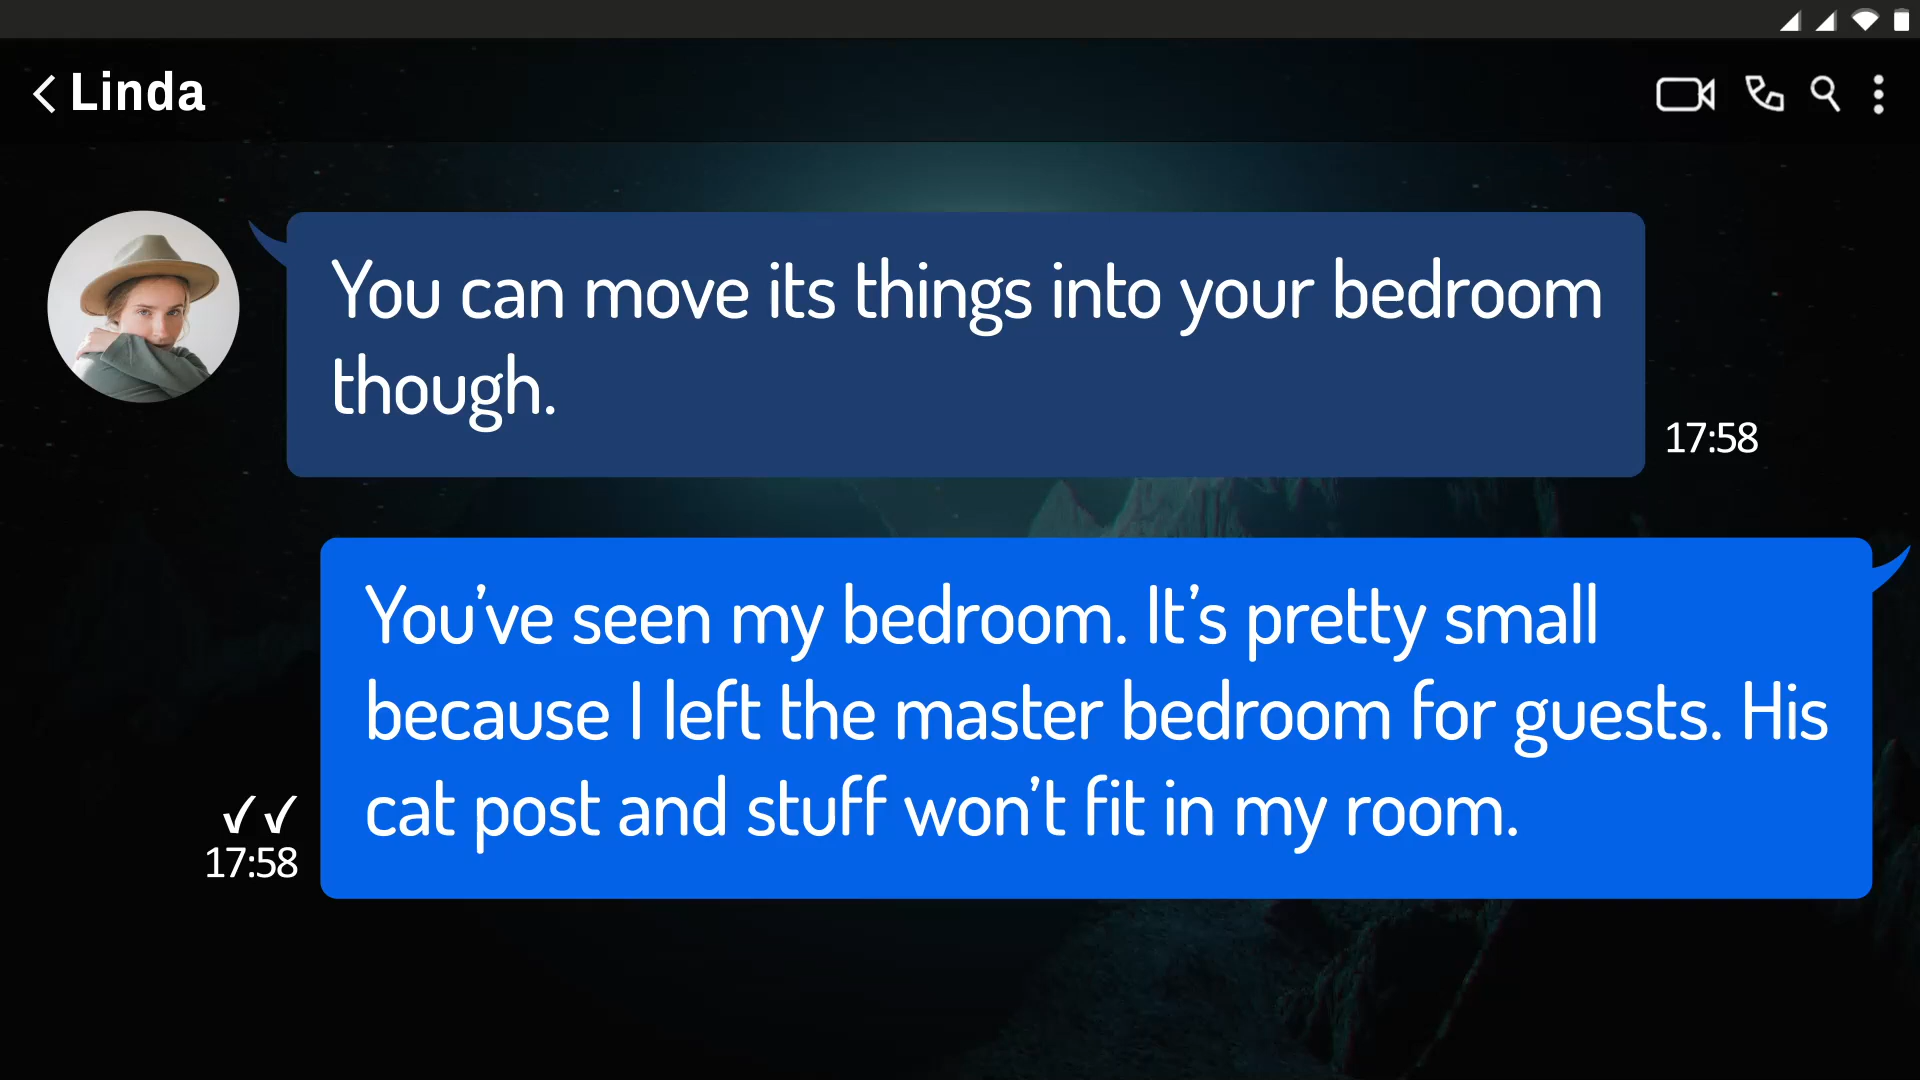 Linda
You can move its things into your bedroom
though.
17:58
You’ve seen my bedroom. It’s pretty small
because I left the master bedroom for guests. His
cat post and stuff won’t fit in my room.
17:58